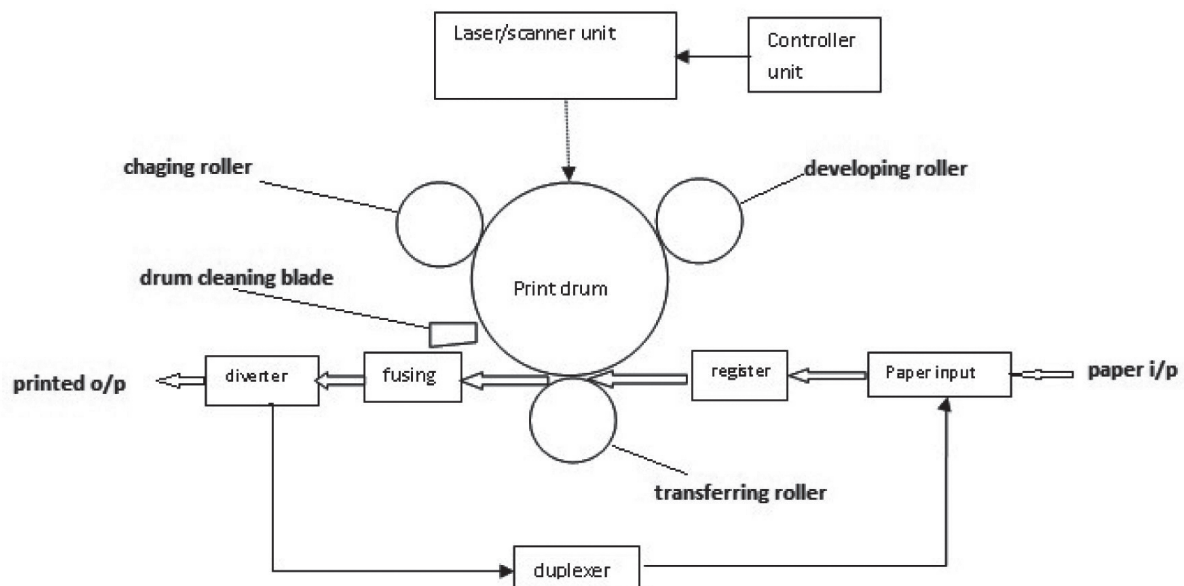 Laser/scanner unit
Controller
unit
chaging roller
developing roller
drum cleaning blade
Print drum
printed o/p
diverter
fusing
register
Paper input
paper i/p
transferring roller
duplexer